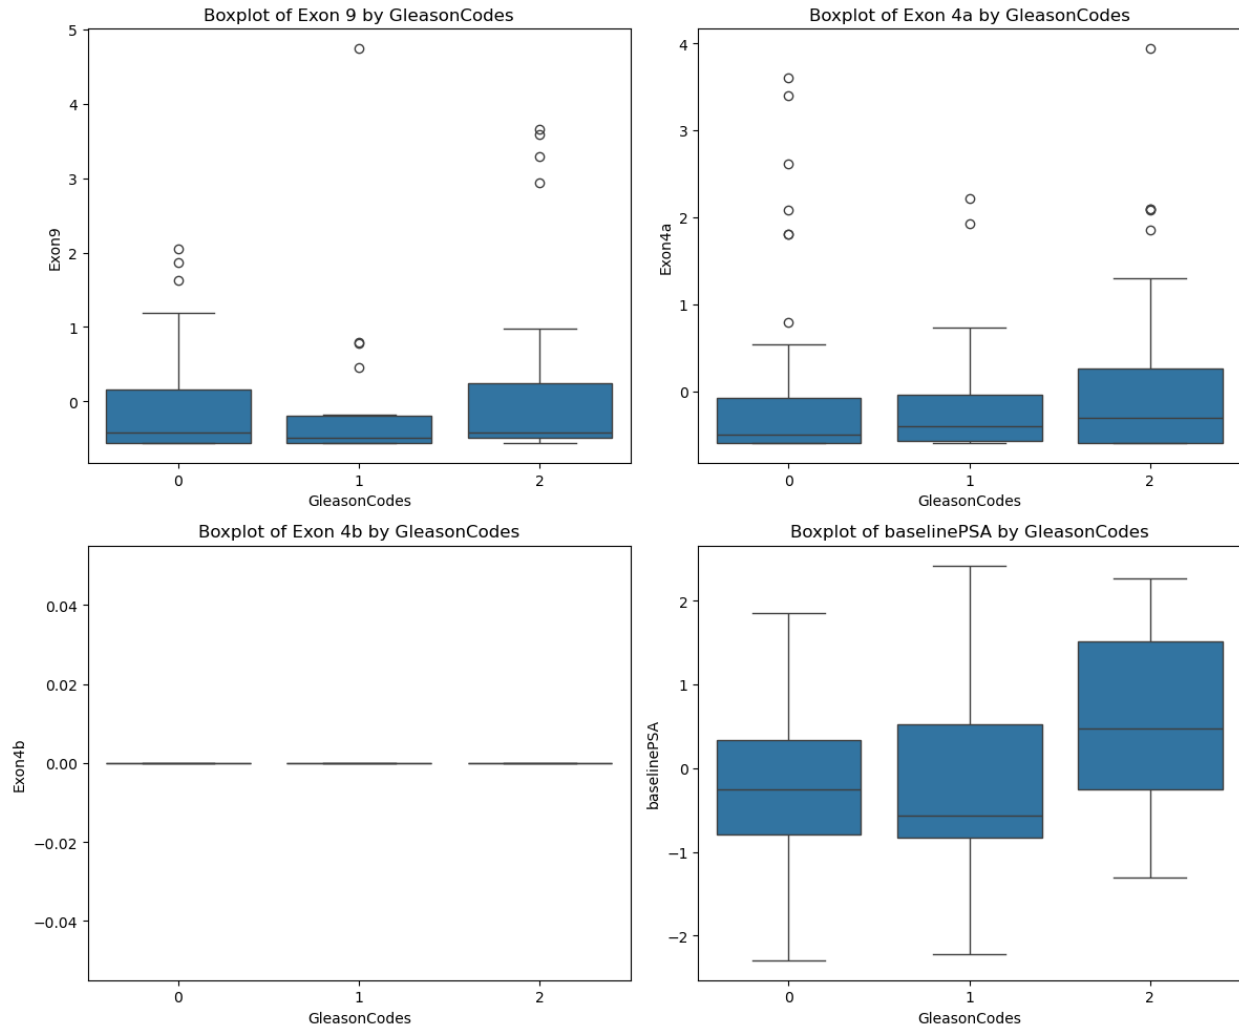 Boxplot of Exon 9 by GleasonCodes
5
4
3
2
1
0
Exon9
0 1 2
GleasonCodes
Boxplot of Exon 4a by GleasonCodes
4
3
2
1
0
Exon4a
0 1 2
GleasonCodes
Boxplot of Exon 4b by GleasonCodes
0.04
0.02
0.00
−0.02
−0.04
Exon4b
0 1 2
GleasonCodes
Boxplot of baselinePSA by GleasonCodes
2
1
0
−1
−2
baselinePSA
0 1 2
GleasonCodes